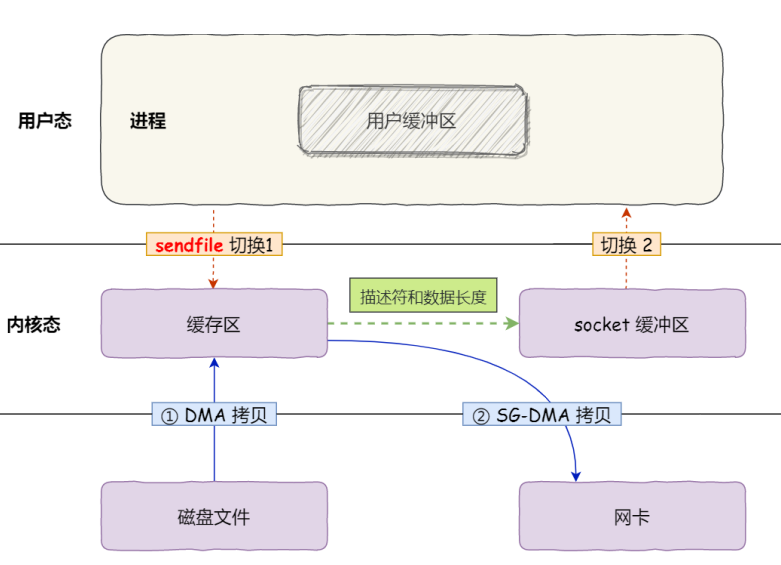 用户态
进程
用户缓冲区
sendfile 切换1
切换 2
内核态
缓存区
描述符和数据长度
socket 缓冲区
① DMA 拷贝
② SG-DMA 拷贝
磁盘文件
网卡